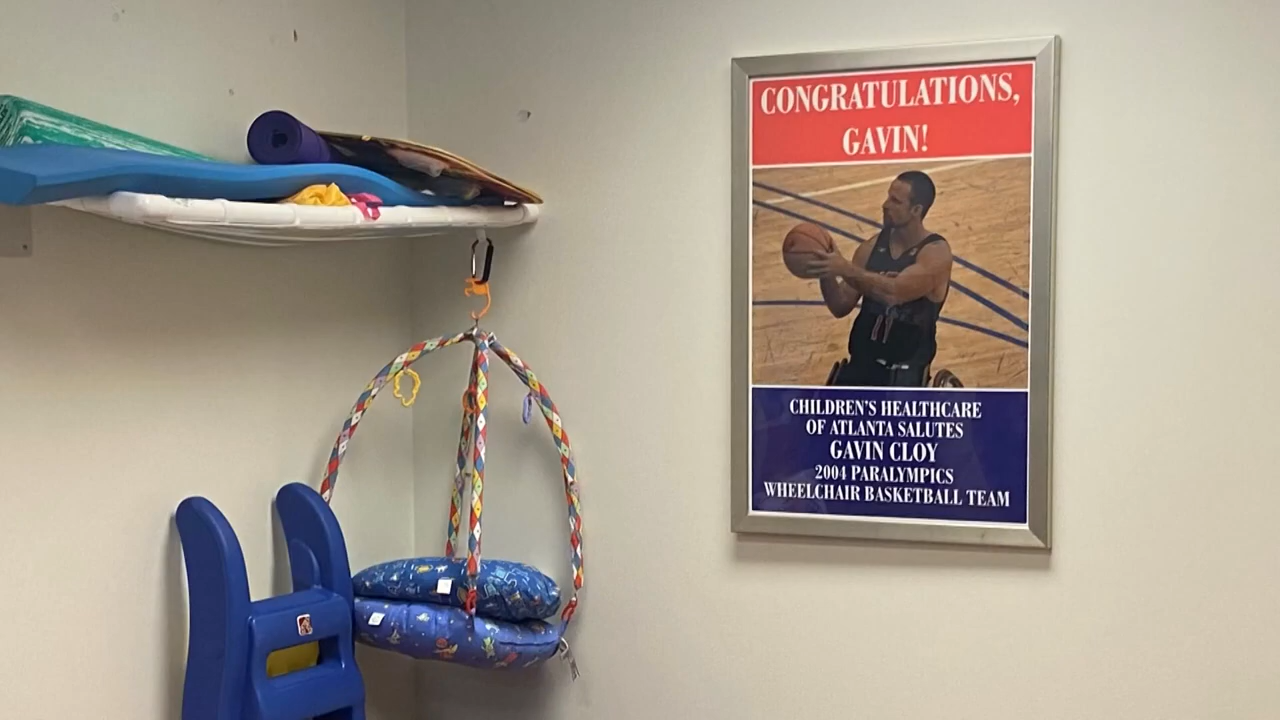 CONGRATULATIONS,
GAVIN!
CHILDREN'S HEALTHCARE
OF ATLANTA SALUTES
GAVIN CLOY
2004 PARALYMPICS
WHEELCHAIR BASKETBALL TEAM